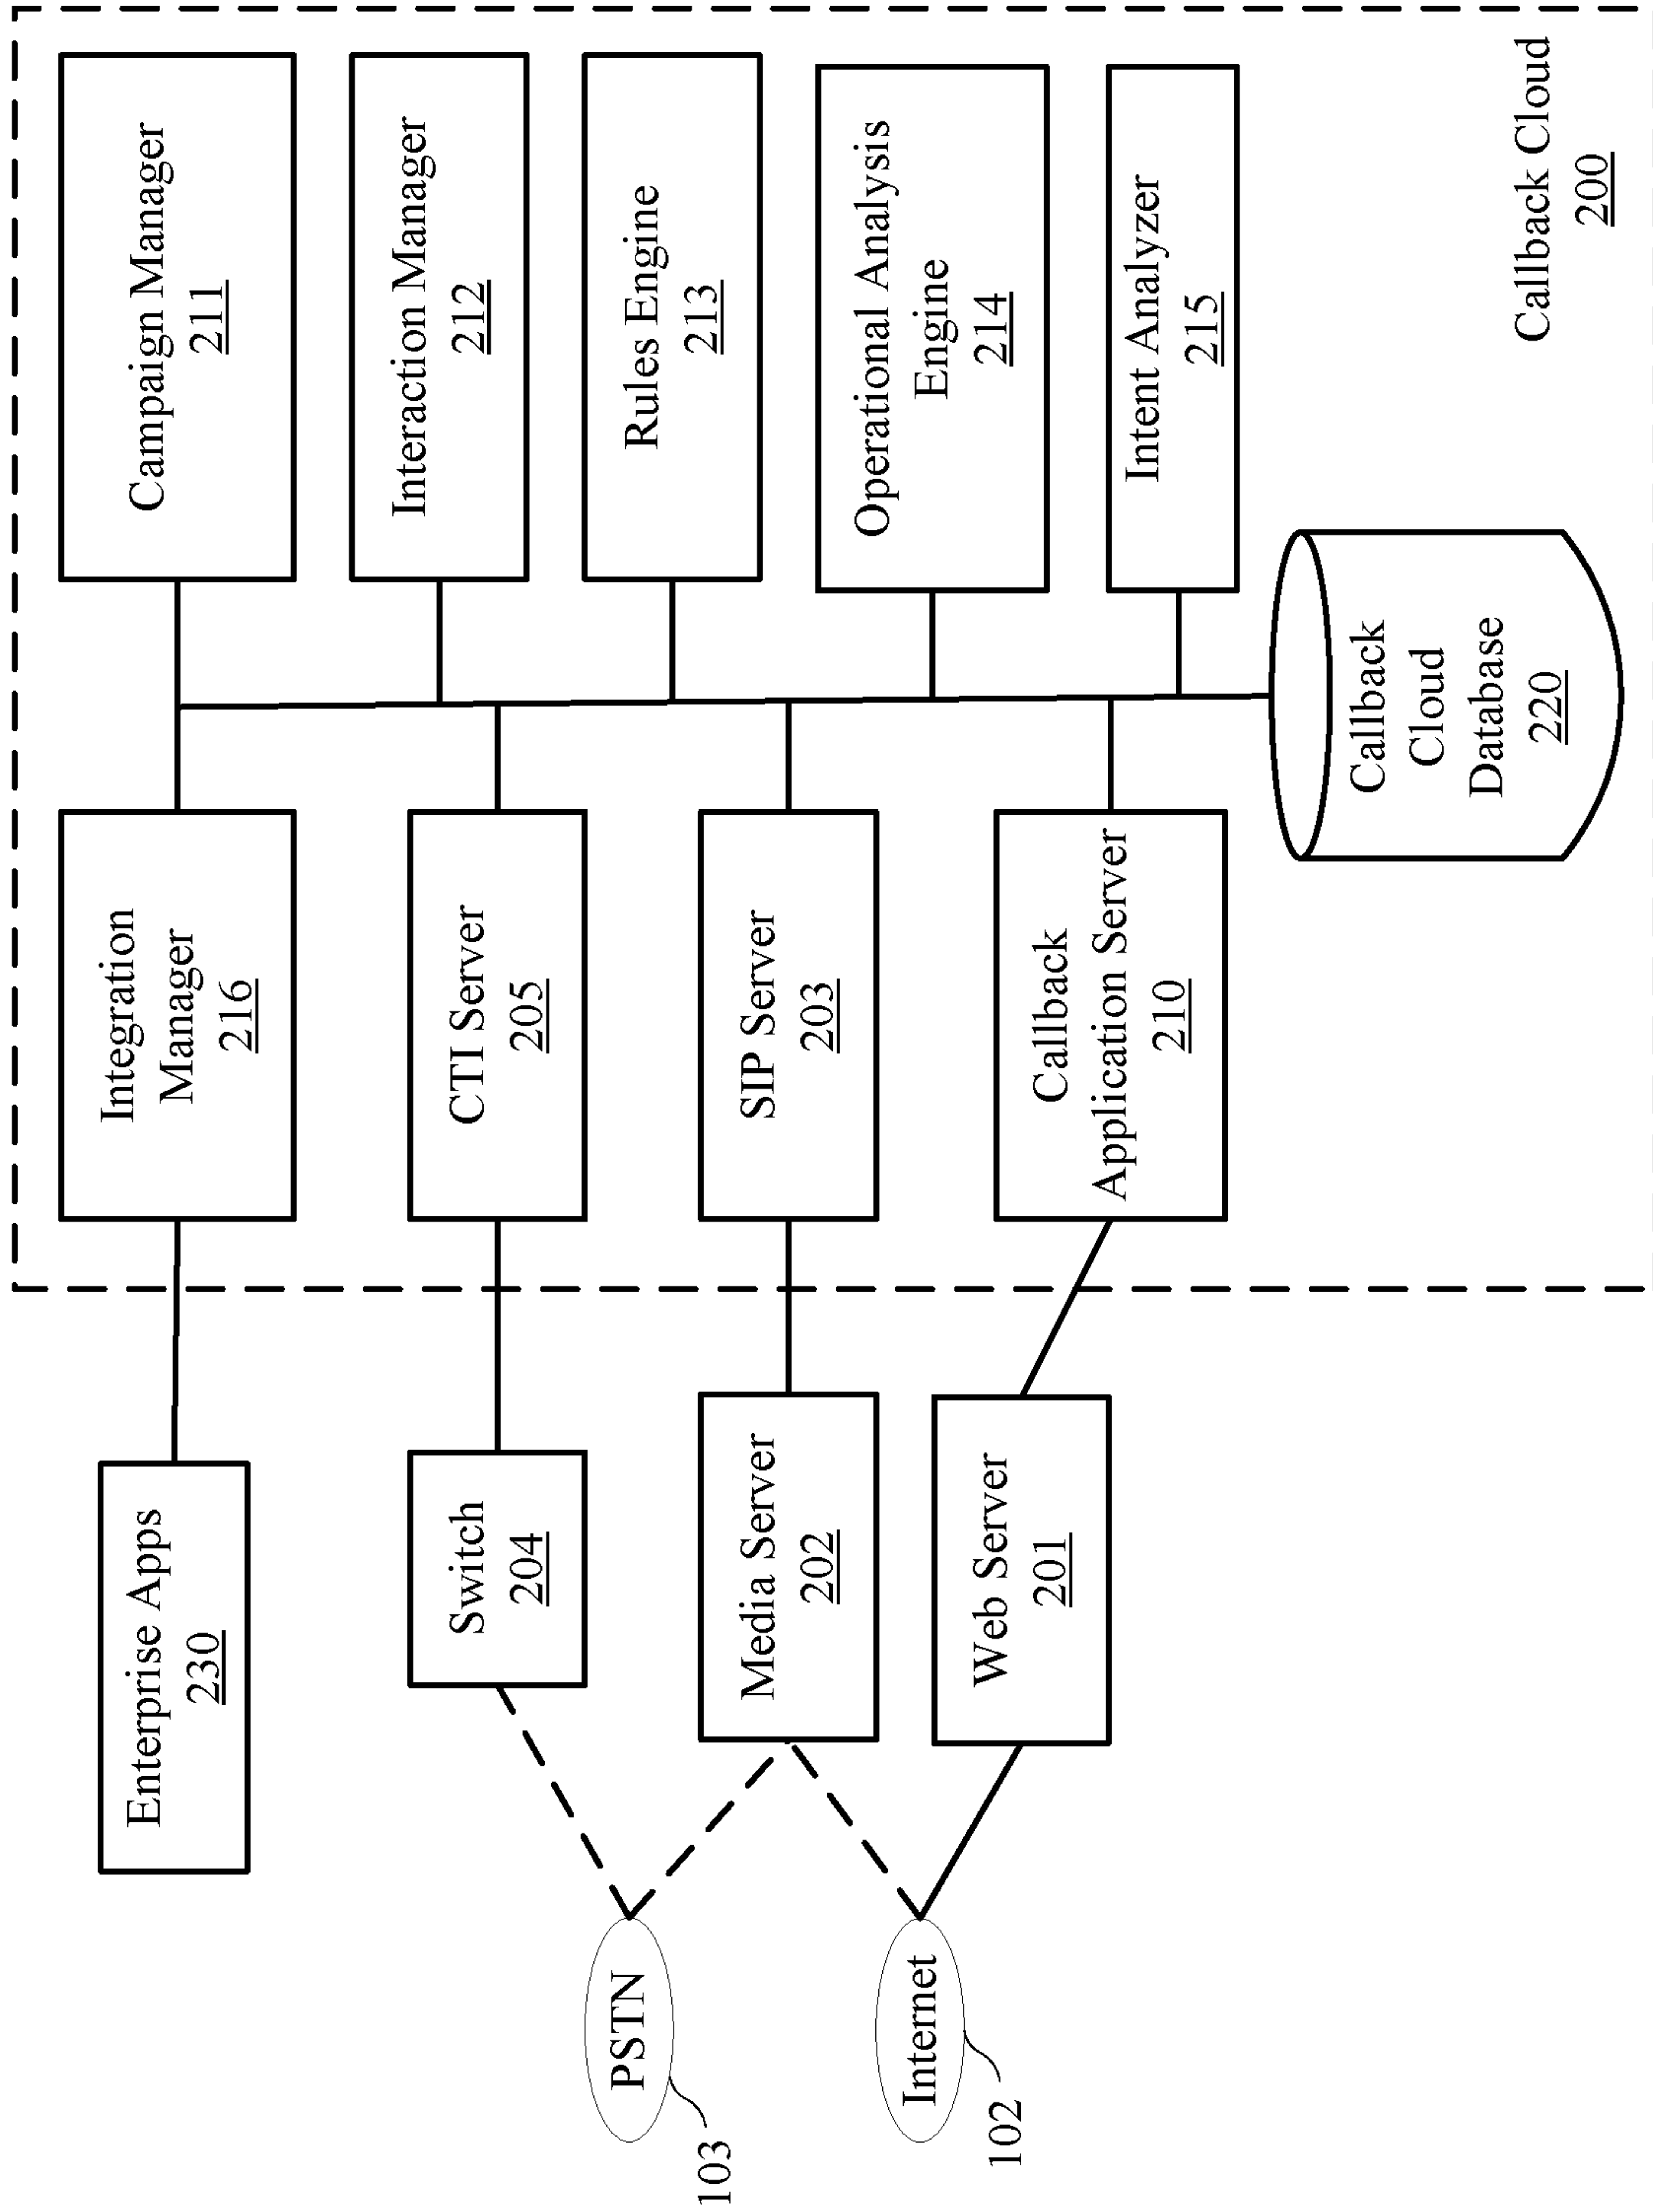 Enterprise Apps
230
Integration
Manager
216
Campaign Manager
211
Interaction Manager
212
Switch
204
CTI Server
205
Rules Engine
213
PSTN
103
Media Server
202
SIP Server
203
Operational Analysis
Engine
214
Internet
102
Web Server
201
Callback
Application Server
210
Intent Analyzer
215
Callback
Cloud
Database
220
Callback Cloud
200